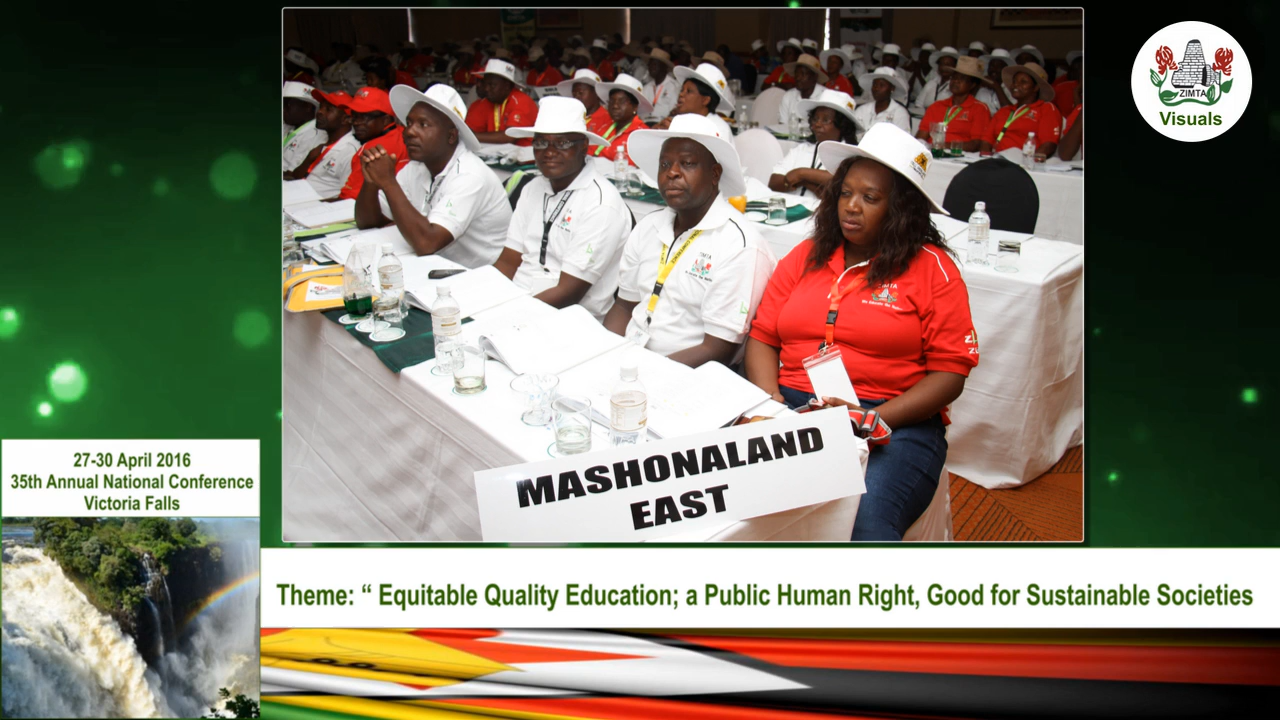 ZIMTA
Visuals
ZIMTA
MASHONALAND
EAST
27-30 April 2016
35th Annual National Conference
Victoria Falls
Theme: “ Equitable Quality Education; a Public Human Right, Good for Sustainable Societies